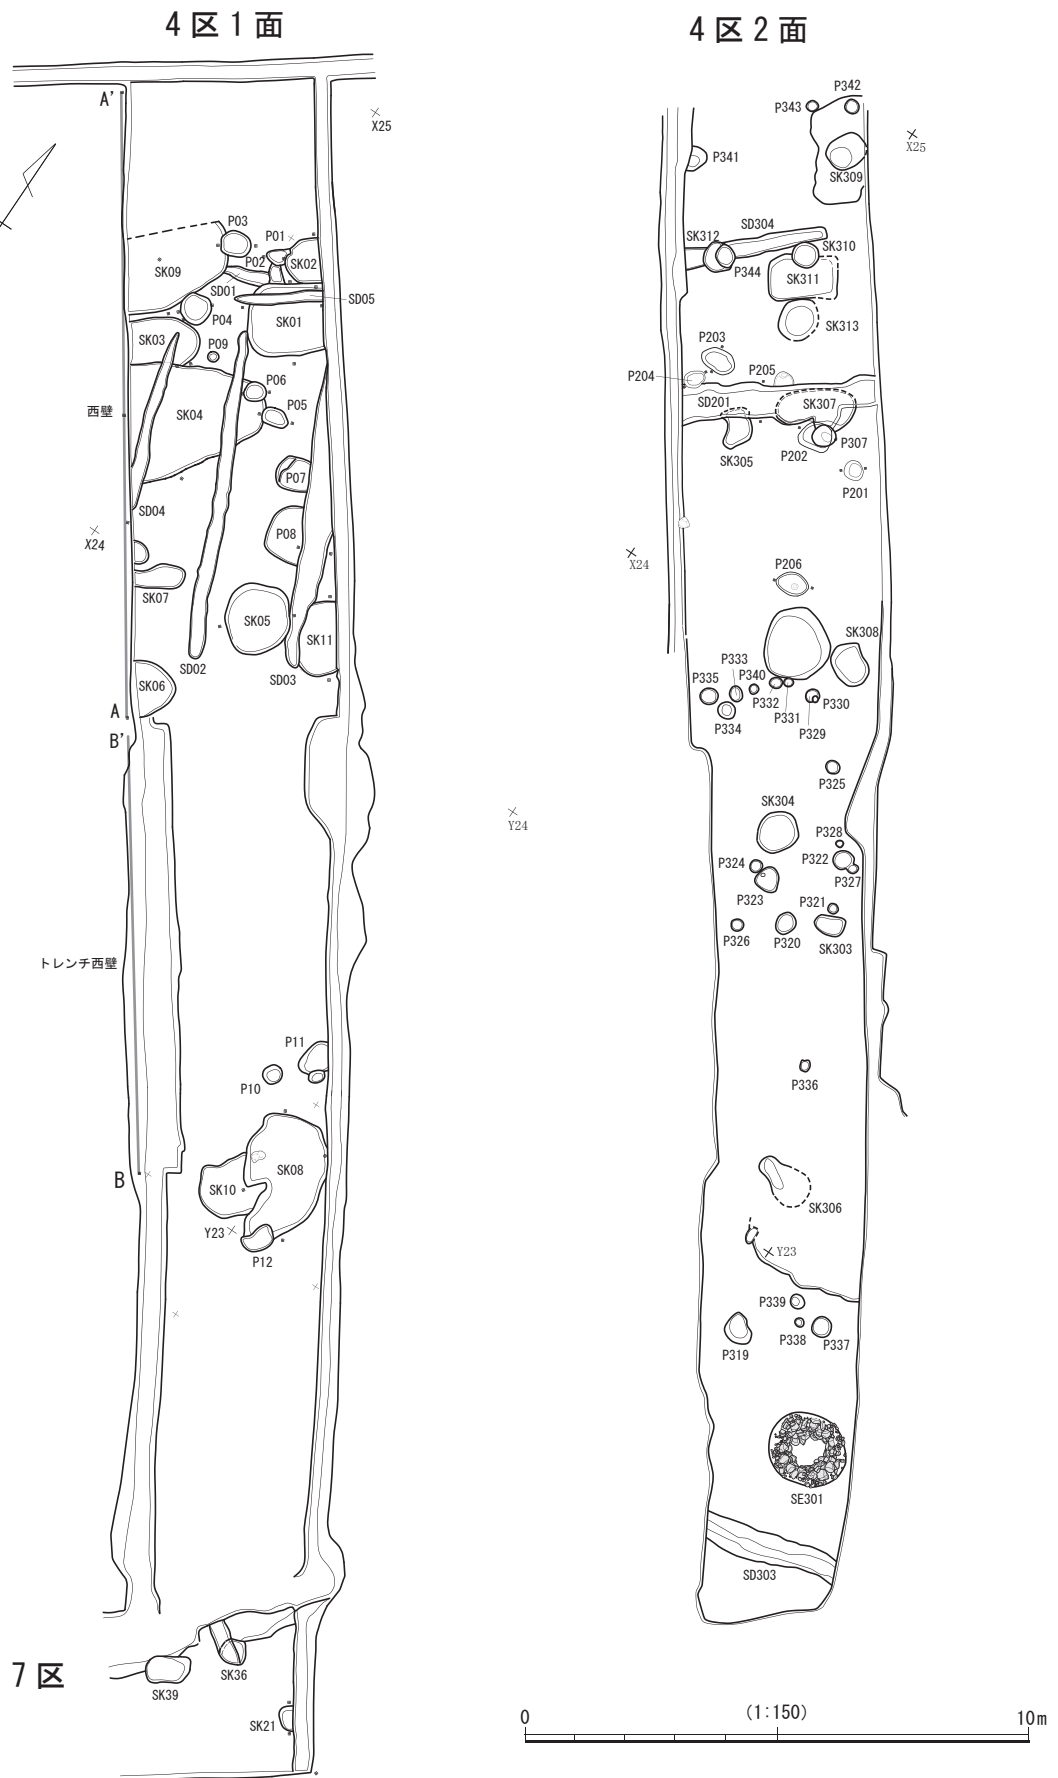 4区1面
A'
X25
P03
P01
P02
SK02
SK09
SD01
SD05
P04
SK01
SK03
P09
P06
西壁
SK04
P05
P07
SD04
X24
P08
SK07
SK05
SK11
SD02
SD03
SK06
A
B'
トレンチ西壁
P11
P10
SK08
B
SK10
Y23
P12
7区
SK36
SK39
SK21
4区2面
P342
P343
X25
P341
SK309
SD304
SK312
SK310
P344
SK311
SK313
P203
P204
P205
SD201
SK307
SK305
P202
P307
P201
X24
P206
SK308
P333
P335
P340
P332
P330
P334
P331
P329
P325
SK304
Y24
P328
P324
P322
P327
P323
P321
P326
P320
SK303
P336
SK306
Y23
P339
P338
P337
P319
SE301
SD303
(1:150)
0
10m